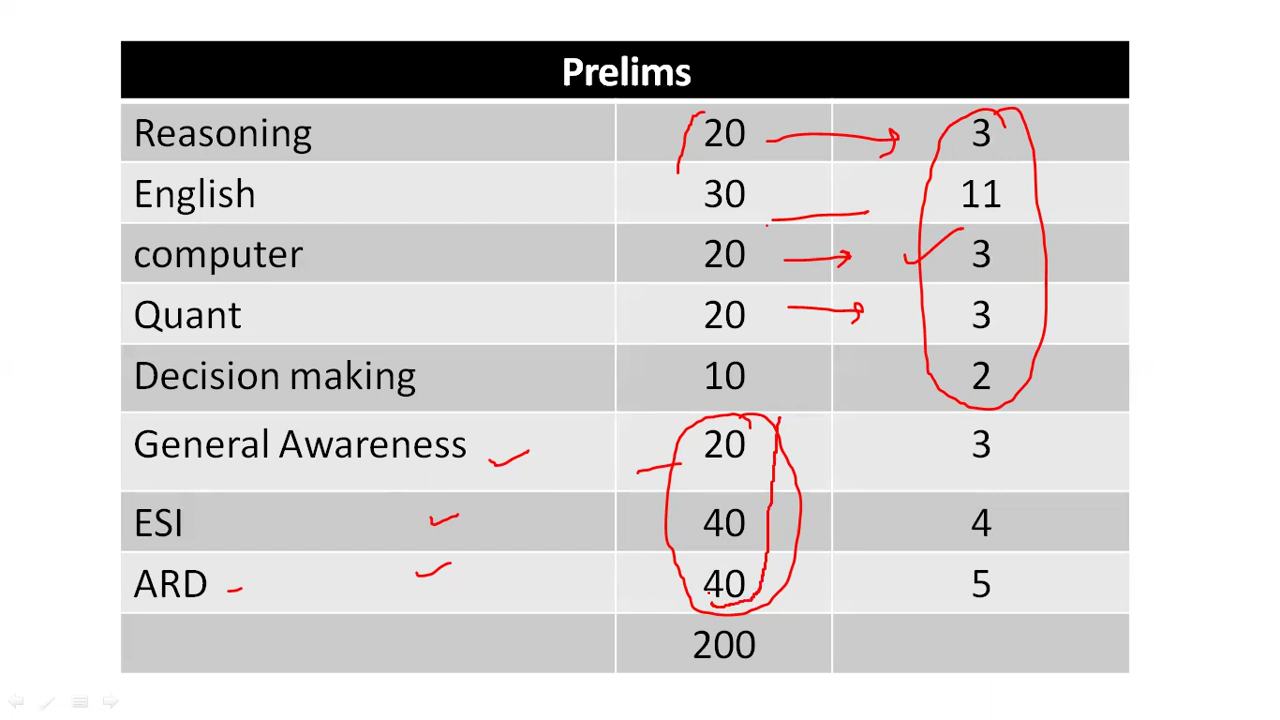 Prelims
Reasoning 20 3
English 30 11
computer 20 3
Quant 20 3
Decision making 10 2
General Awareness 20 3
ESI 40 4
ARD 40 5
200